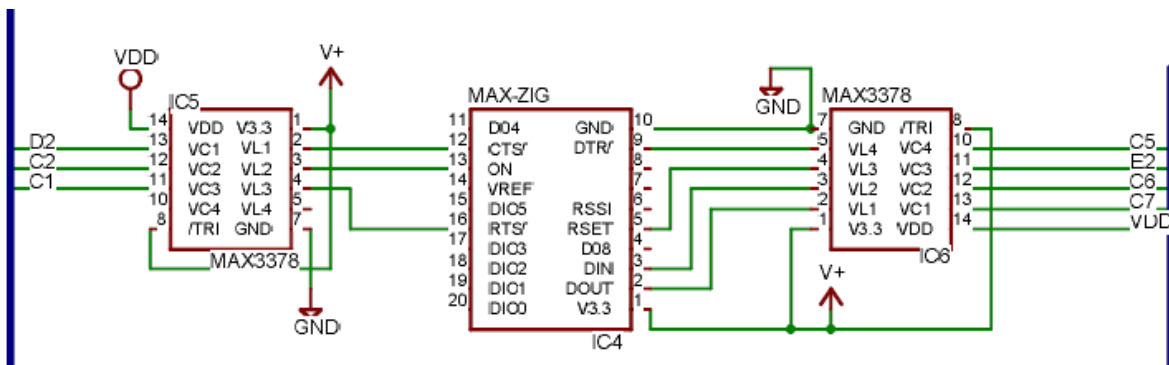 VDD
V+
IC5
14 VDD V3.3 1
D2 13 VC1 VL1 2
C2 12 VC2 VL2 3
C1 11 VC3 VL3 4
10 VC4 VL4 5
8 /TRI GND 7
MAX3378
GND
MAX-ZIG
11 D04 GND 10
12 CTS/ DTR/ 9
13 ON 8
14 VREF 7
15 DIO5 RSSI 6
16 RTS/ RSET 5
17 DIO3 D08 4
18 DIO2 DIN 3
19 DIO1 DOUT 2
20 DIO0 V3.3 1
IC4
GND
MAX3378
7 GND /TRI 8
5 VL4 VC4 10 C5
4 VL3 VC3 11 E2
3 VL2 VC2 12 C6
2 VL1 VC1 13 C7
1 V3.3 VDD 14 VDD
IC6
V+